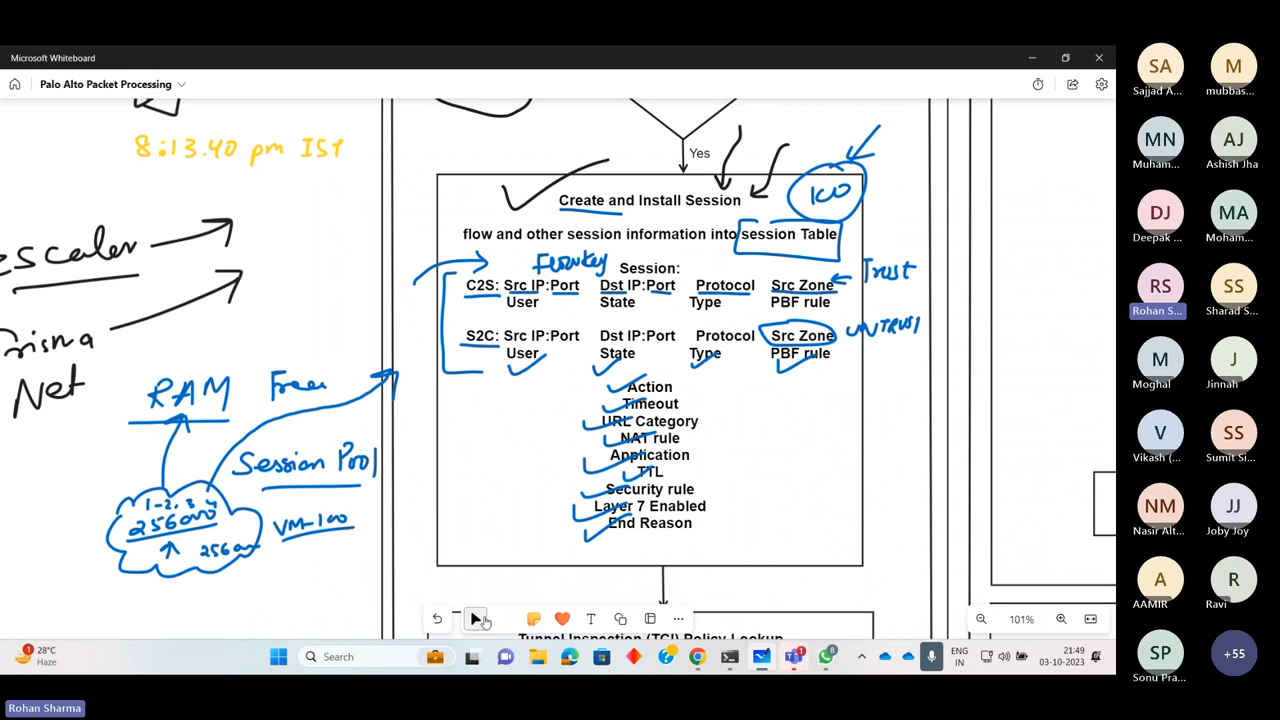 Microsoft Whiteboard
Palo Alto Packet Processing
8:13.40 pm IST
Yes
Create and Install Session
100
flow and other session information into session Table
Flowkey
Session:
Trust
C2S: Src IP:Port Dst IP:Port Protocol Src Zone
User State Type PBF rule
UNTRUST
S2C: Src IP:Port Dst IP:Port Protocol Src Zone
User State Type PBF rule
Action
Timeout
URL Category
NAT rule
Application
TTL
Security rule
Layer 7 Enabled
End Reason
escaler
Net
RAM Free
Session Pool
1-2, 3
256000
VM-100
Tunnel Inspection (TCI) Policy Lookup
101%
SA
Sajjad A...
M
mubbas...
MN
Muham...
AJ
Ashish Jha
DJ
Deepak ...
MA
Moham...
RS
Rohan S...
SS
Sharad S...
M
Moghal
J
Jinnah
V
Vikash (...
SS
Sumit Si...
NM
Nasir Alt...
JJ
Joby Joy
A
AAMIR
R
Ravi
SP
Sonu Pra...
+55
1
28°C
Haze
Search
1
8
ENG
IN
21:49
03-10-2023
Rohan Sharma